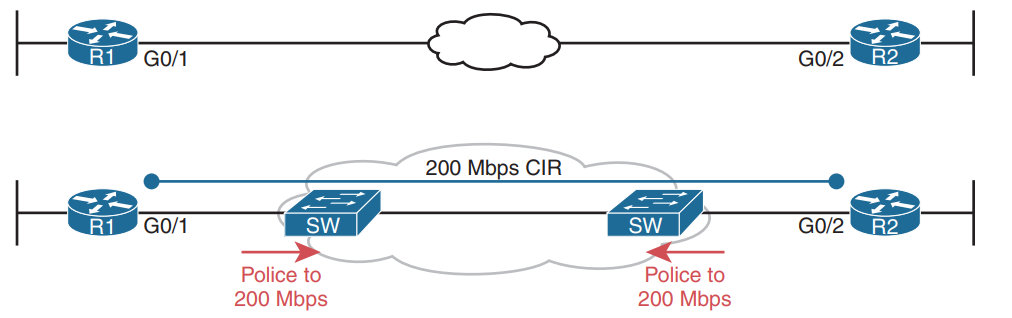 R1
G0/1
G0/2
R2
200 Mbps CIR
R1
G0/1
SW
SW
G0/2
R2
Police to
200 Mbps
Police to
200 Mbps